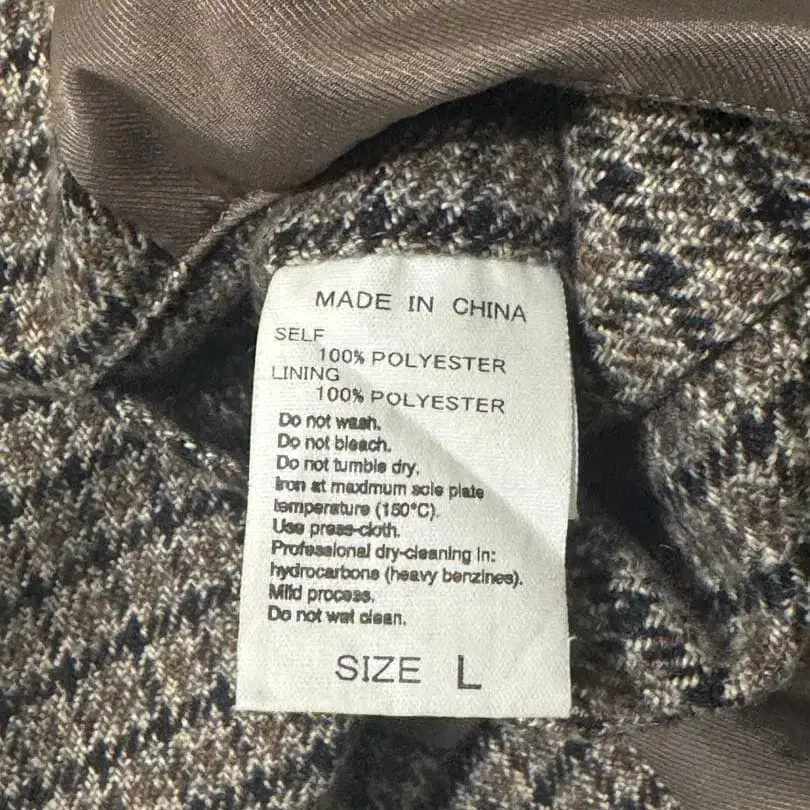 MADE IN CHINA
SELF
100% POLYESTER
LINING
100% POLYESTER
Do not wash.
Do not bleach.
Do not tumble dry.
Iron at maximum sole plate
temperature (150°C).
Use press-cloth.
Professional dry-cleaning in:
hydrocarbons (heavy benzines).
Mild process.
Do not wet clean.
SIZE L